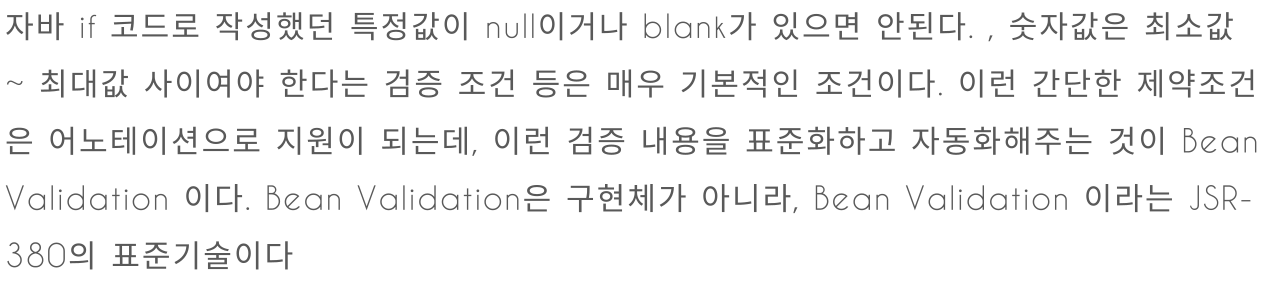 자바 if 코드로 작성했던 특정값이 null이거나 blank가 있으면 안된다. , 숫자값은 최소값
~ 최대값 사이여야 한다는 검증 조건 등은 매우 기본적인 조건이다. 이런 간단한 제약조건
은 어노테이션으로 지원이 되는데, 이런 검증 내용을 표준화하고 자동화해주는 것이 Bean
Validation 이다. Bean Validation은 구현체가 아니라, Bean Validation 이라는 JSR-
380의 표준기술이다